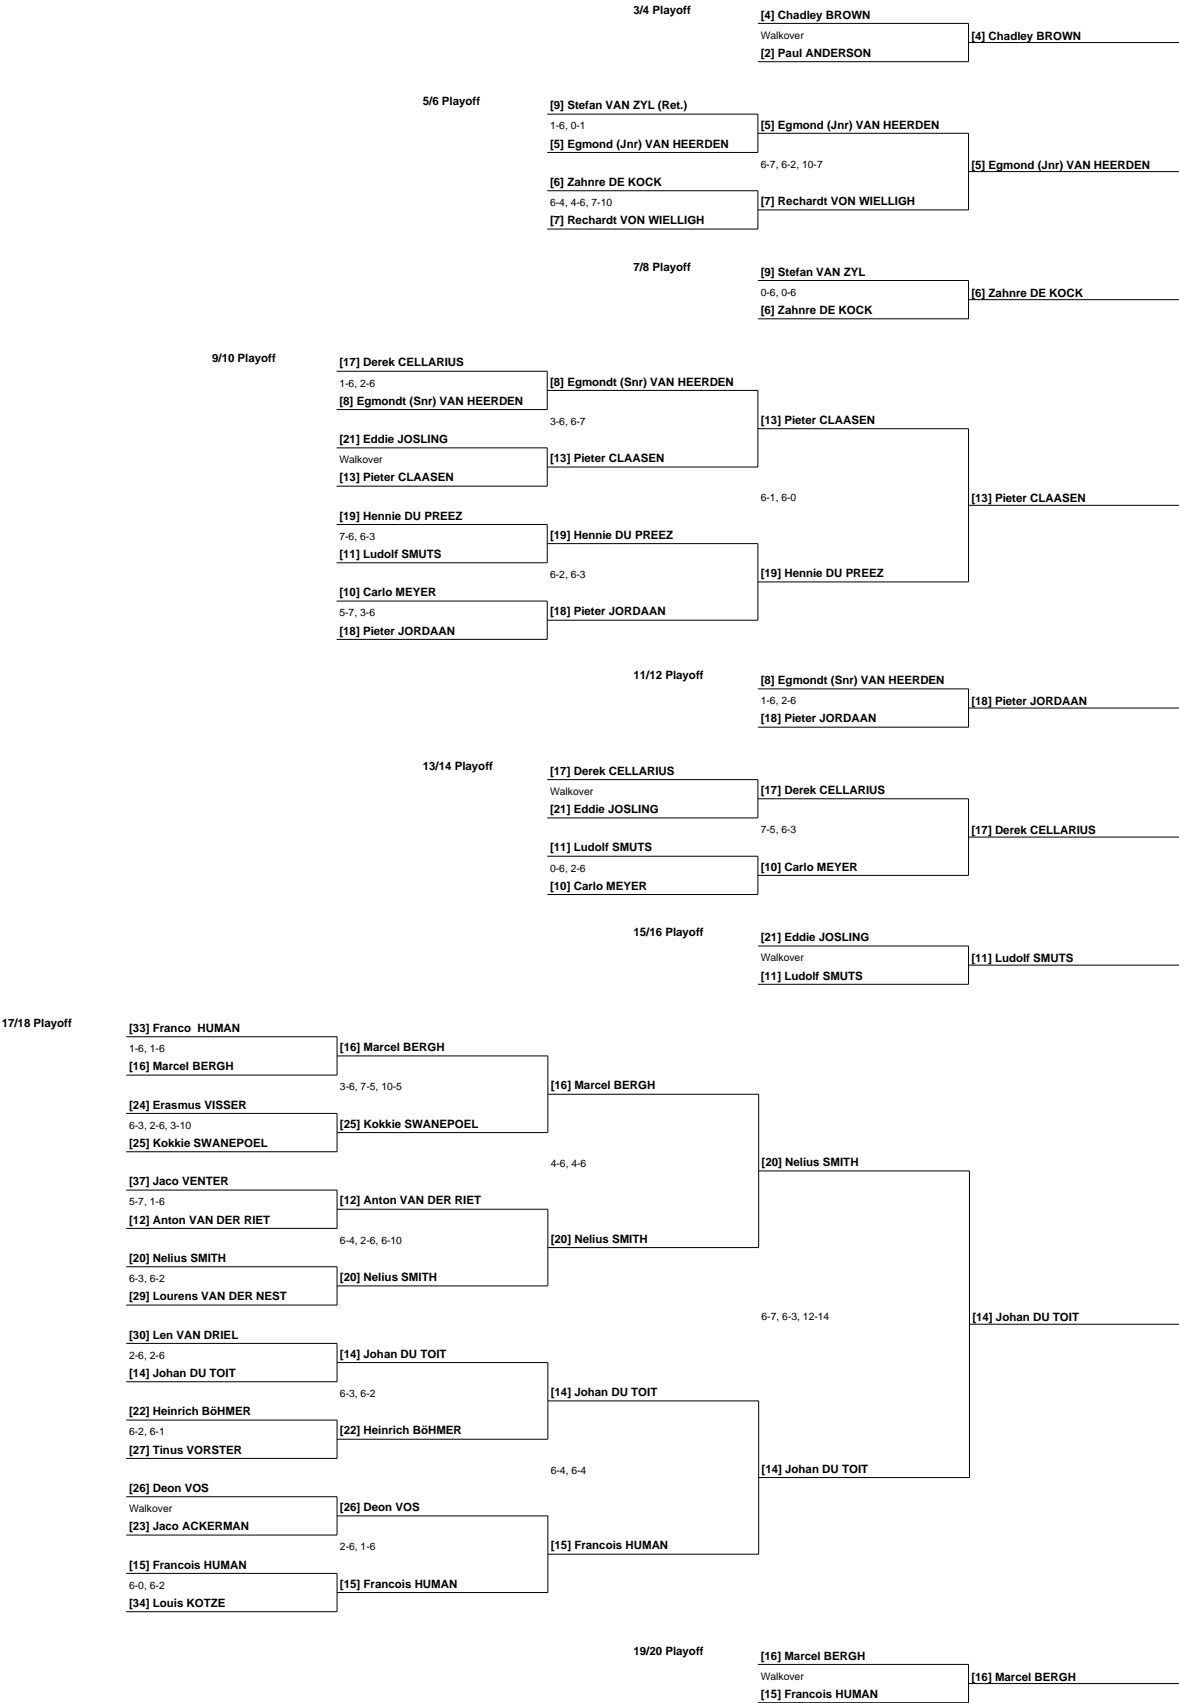 3/4 Playoff
[4] Chadley BROWN
Walkover
[4] Chadley BROWN
[2] Paul ANDERSON
5/6 Playoff
[9] Stefan VAN ZYL (Ret.)
1-6, 0-1
[5] Egmond (Jnr) VAN HEERDEN
[5] Egmond (Jnr) VAN HEERDEN
6-7, 6-2, 10-7
[5] Egmond (Jnr) VAN HEERDEN
[6] Zahnre DE KOCK
6-4, 4-6, 7-10
[7] Rechardt VON WIELLIGH
[7] Rechardt VON WIELLIGH
7/8 Playoff
[9] Stefan VAN ZYL
0-6, 0-6
[6] Zahnre DE KOCK
[6] Zahnre DE KOCK
9/10 Playoff
[17] Derek CELLARIUS
1-6, 2-6
[8] Egmondt (Snr) VAN HEERDEN
[8] Egmondt (Snr) VAN HEERDEN
3-6, 6-7
[13] Pieter CLAASEN
[21] Eddie JOSLING
Walkover
[13] Pieter CLAASEN
[13] Pieter CLAASEN
6-1, 6-0
[13] Pieter CLAASEN
[19] Hennie DU PREEZ
7-6, 6-3
[19] Hennie DU PREEZ
[11] Ludolf SMUTS
6-2, 6-3
[19] Hennie DU PREEZ
[10] Carlo MEYER
5-7, 3-6
[18] Pieter JORDAAN
[18] Pieter JORDAAN
11/12 Playoff
[8] Egmondt (Snr) VAN HEERDEN
1-6, 2-6
[18] Pieter JORDAAN
[18] Pieter JORDAAN
13/14 Playoff
[17] Derek CELLARIUS
Walkover
[17] Derek CELLARIUS
[21] Eddie JOSLING
7-5, 6-3
[17] Derek CELLARIUS
[11] Ludolf SMUTS
0-6, 2-6
[10] Carlo MEYER
[10] Carlo MEYER
15/16 Playoff
[21] Eddie JOSLING
Walkover
[11] Ludolf SMUTS
[11] Ludolf SMUTS
17/18 Playoff
[33] Franco  HUMAN
1-6, 1-6
[16] Marcel BERGH
[16] Marcel BERGH
3-6, 7-5, 10-5
[16] Marcel BERGH
[24] Erasmus VISSER
6-3, 2-6, 3-10
[25] Kokkie SWANEPOEL
[25] Kokkie SWANEPOEL
4-6, 4-6
[20] Nelius SMITH
[37] Jaco VENTER
5-7, 1-6
[12] Anton VAN DER RIET
[12] Anton VAN DER RIET
6-4, 2-6, 6-10
[20] Nelius SMITH
[20] Nelius SMITH
6-3, 6-2
[20] Nelius SMITH
[29] Lourens VAN DER NEST
6-7, 6-3, 12-14
[14] Johan DU TOIT
[30] Len VAN DRIEL
2-6, 2-6
[14] Johan DU TOIT
[14] Johan DU TOIT
6-3, 6-2
[14] Johan DU TOIT
[22] Heinrich BöHMER
6-2, 6-1
[22] Heinrich BöHMER
[27] Tinus VORSTER
6-4, 6-4
[14] Johan DU TOIT
[26] Deon VOS
Walkover
[26] Deon VOS
[23] Jaco ACKERMAN
2-6, 1-6
[15] Francois HUMAN
[15] Francois HUMAN
6-0, 6-2
[15] Francois HUMAN
[34] Louis KOTZE
19/20 Playoff
[16] Marcel BERGH
Walkover
[16] Marcel BERGH
[15] Francois HUMAN